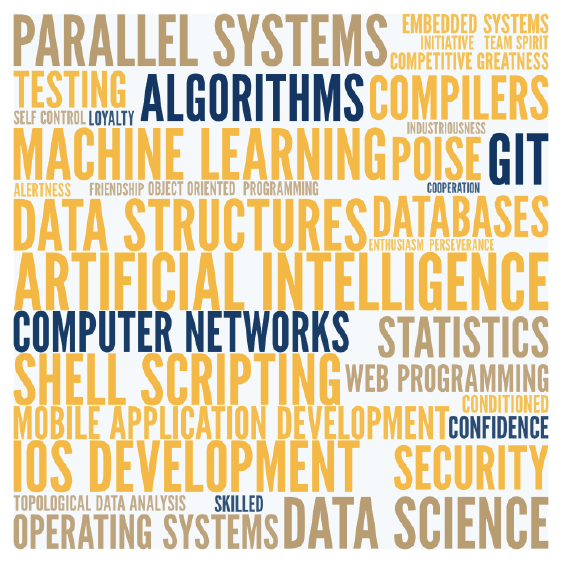 PARALLEL SYSTEMS
EMBEDDED SYSTEMS
INITIATIVE TEAM SPIRIT
COMPETITIVE GREATNESS
TESTING
ALGORITHMS
COMPILERS
SELF CONTROL LOYALTY
INDUSTRIOUSNESS
MACHINE LEARNING
POISE
GIT
ALERTNESS FRIENDSHIP OBJECT ORIENTED PROGRAMMING
COOPERATION
DATA STRUCTURES
DATABASES
ENTHUSIASM PERSEVERANCE
ARTIFICIAL INTELLIGENCE
COMPUTER NETWORKS
STATISTICS
SHELL SCRIPTING
WEB PROGRAMMING
CONDITIONED
MOBILE APPLICATION DEVELOPMENT
CONFIDENCE
IOS DEVELOPMENT
SECURITY
TOPOLOGICAL DATA ANALYSIS
SKILLED
OPERATING SYSTEMS
DATA SCIENCE